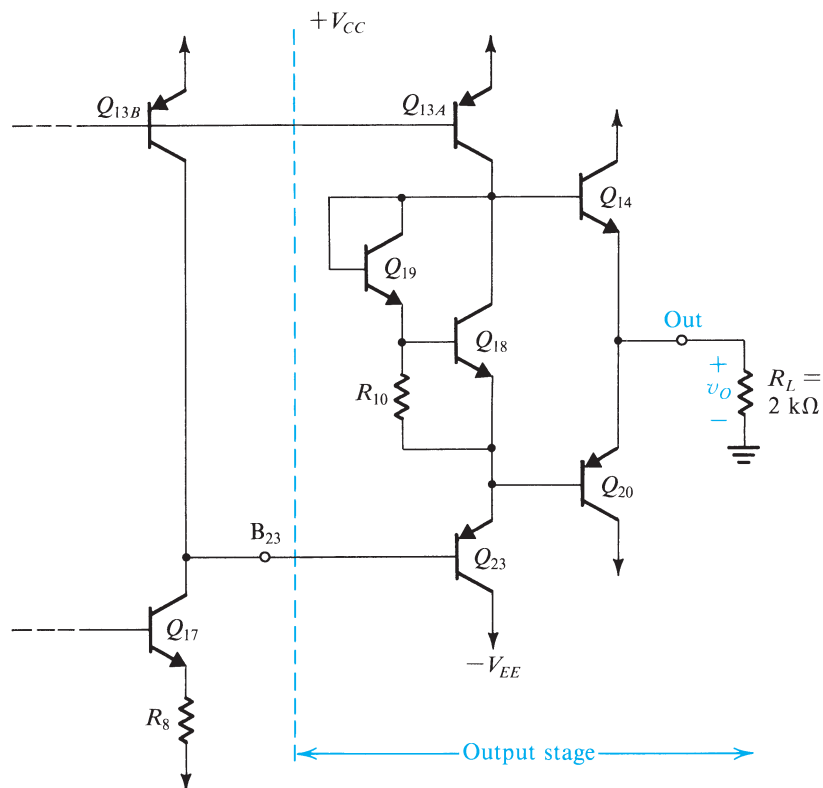 +V_CC
Q_13B
Q_13A
Q_14
Q_19
Q_18
Out
R_10
+
v_O
−
R_L =
2 kΩ
Q_20
B_23
Q_23
Q_17
−V_EE
R_8
Output stage